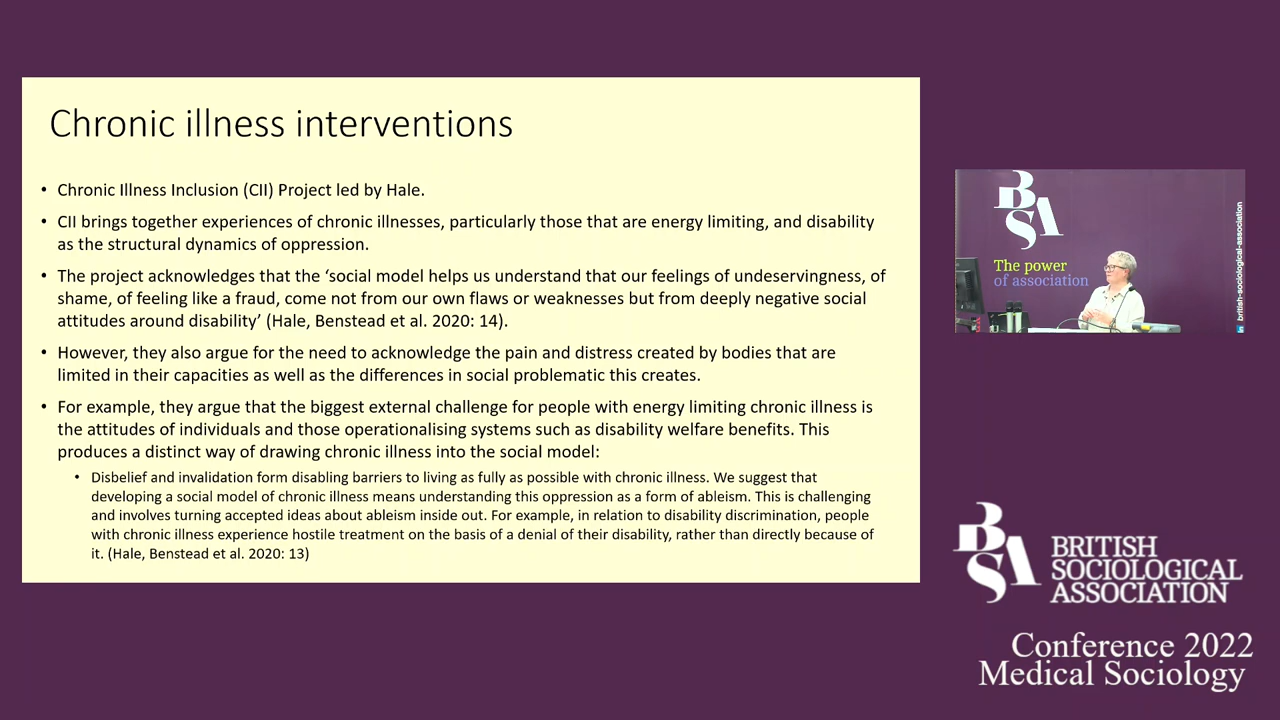 Chronic illness interventions
• Chronic Illness Inclusion (CII) Project led by Hale.
• CII brings together experiences of chronic illnesses, particularly those that are energy limiting, and disability
as the structural dynamics of oppression.
• The project acknowledges that the ‘social model helps us understand that our feelings of undeservingness, of
shame, of feeling like a fraud, come not from our own flaws or weaknesses but from deeply negative social
attitudes around disability’ (Hale, Benstead et al. 2020: 14).
• However, they also argue for the need to acknowledge the pain and distress created by bodies that are
limited in their capacities as well as the differences in social problematic this creates.
• For example, they argue that the biggest external challenge for people with energy limiting chronic illness is
the attitudes of individuals and those operationalising systems such as disability welfare benefits. This
produces a distinct way of drawing chronic illness into the social model:
• Disbelief and invalidation form disabling barriers to living as fully as possible with chronic illness. We suggest that
developing a social model of chronic illness means understanding this oppression as a form of ableism. This is challenging
and involves turning accepted ideas about ableism inside out. For example, in relation to disability discrimination, people
with chronic illness experience hostile treatment on the basis of a denial of their disability, rather than directly because of
it. (Hale, Benstead et al. 2020: 13)
BSA
The power
of association
british-sociological-association
in
BSA
BRITISH
SOCIOLOGICAL
ASSOCIATION
Conference 2022
Medical Sociology